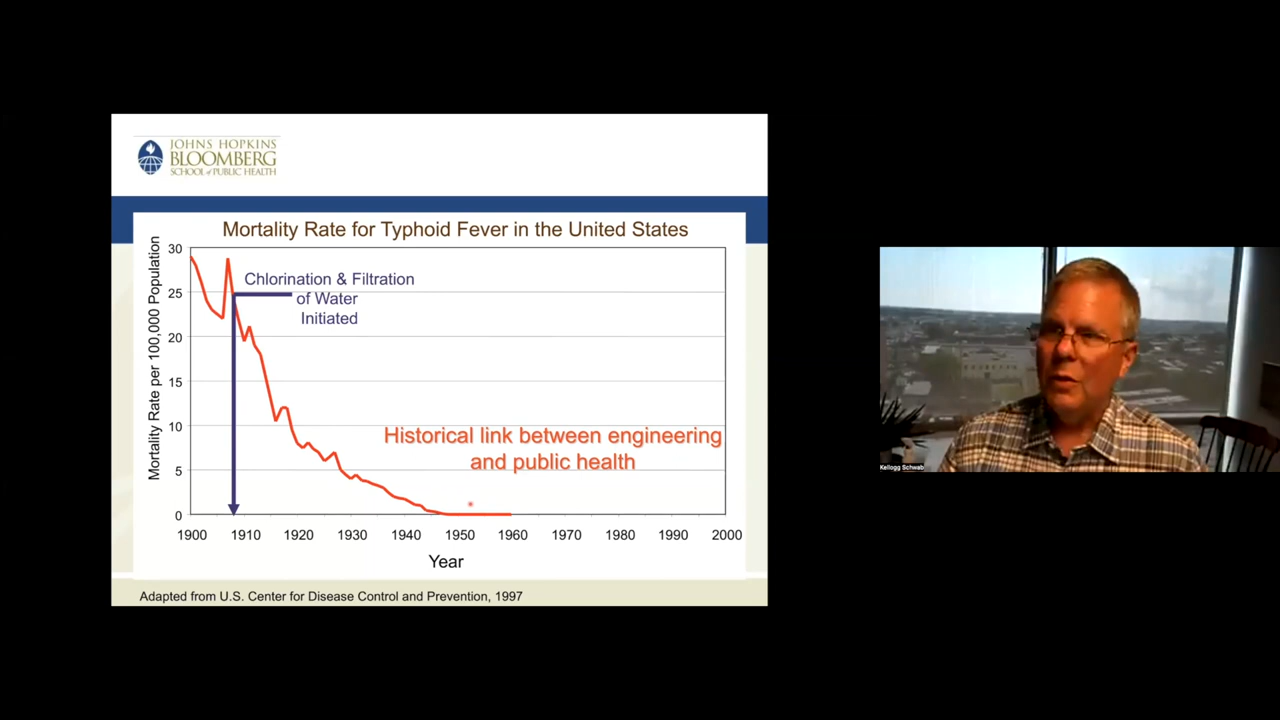 JOHNS HOPKINS
BLOOMBERG
SCHOOL of PUBLIC HEALTH
Mortality Rate for Typhoid Fever in the United States
Mortality Rate per 100,000 Population
30
25
20
15
10
5
0
Chlorination & Filtration
of Water
Initiated
Historical link between engineering
and public health
1900 1910 1920 1930 1940 1950 1960 1970 1980 1990 2000
Year
Adapted from U.S. Center for Disease Control and Prevention, 1997
Kellogg Schwab